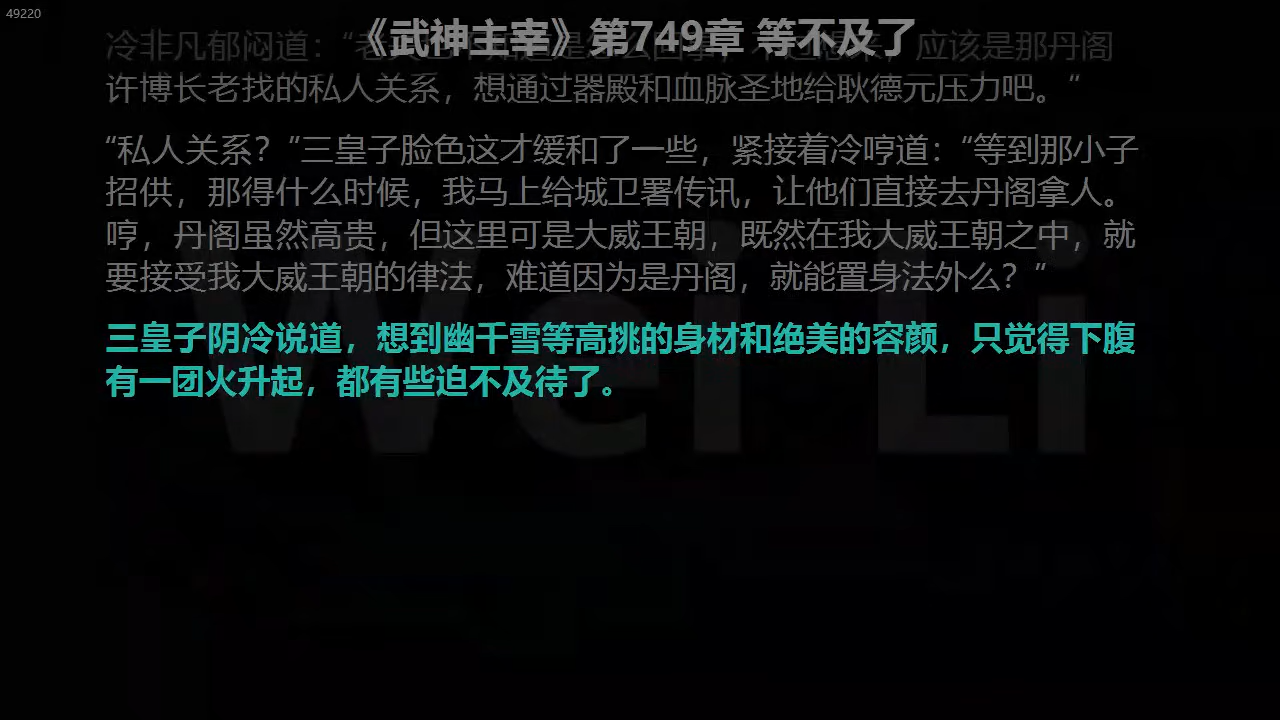 49220
《武神主宰》第749章 等不及了
冷非凡郁闷道：“老，应该是那丹阁
许博长老找的私人关系，想通过器殿和血脉圣地给耿德元压力吧。“
“私人关系？“三皇子脸色这才缓和了一些，紧接着冷哼道：“等到那小子
招供，那得什么时候，我马上给城卫署传讯，让他们直接去丹阁拿人。
哼，丹阁虽然高贵，但这里可是大威王朝，既然在我大威王朝之中，就
要接受我大威王朝的律法，难道因为是丹阁，就能置身法外么？“
三皇子阴冷说道，想到幽千雪等高挑的身材和绝美的容颜，只觉得下腹
有一团火升起，都有些迫不及待了。
Wei Li